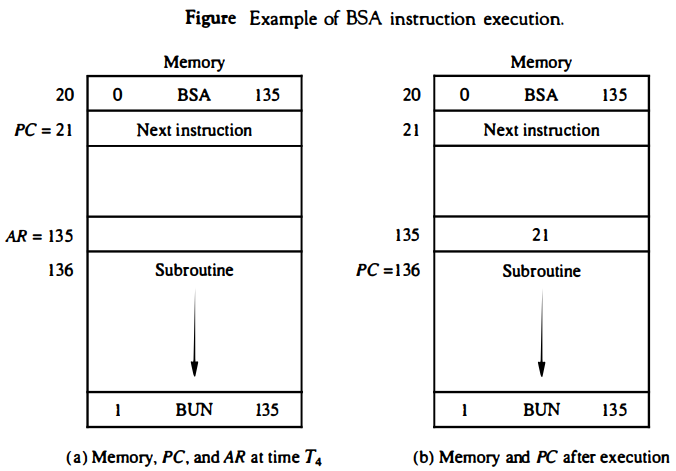 Figure Example of BSA instruction execution.
Memory
20 0 BSA 135
PC = 21 Next instruction
AR = 135
136 Subroutine
1 BUN 135
(a) Memory, PC, and AR at time T4
Memory
20 0 BSA 135
21 Next instruction
135 21
PC =136 Subroutine
1 BUN 135
(b) Memory and PC after execution